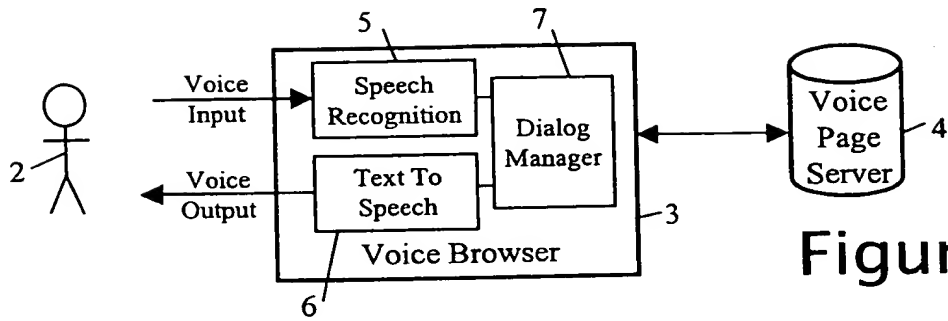 5
7
Voice
Input
Speech
Recognition
Dialog
Manager
Voice
Page
Server
4
2
Voice
Output
Text To
Speech
3
Voice Browser
6
Figur